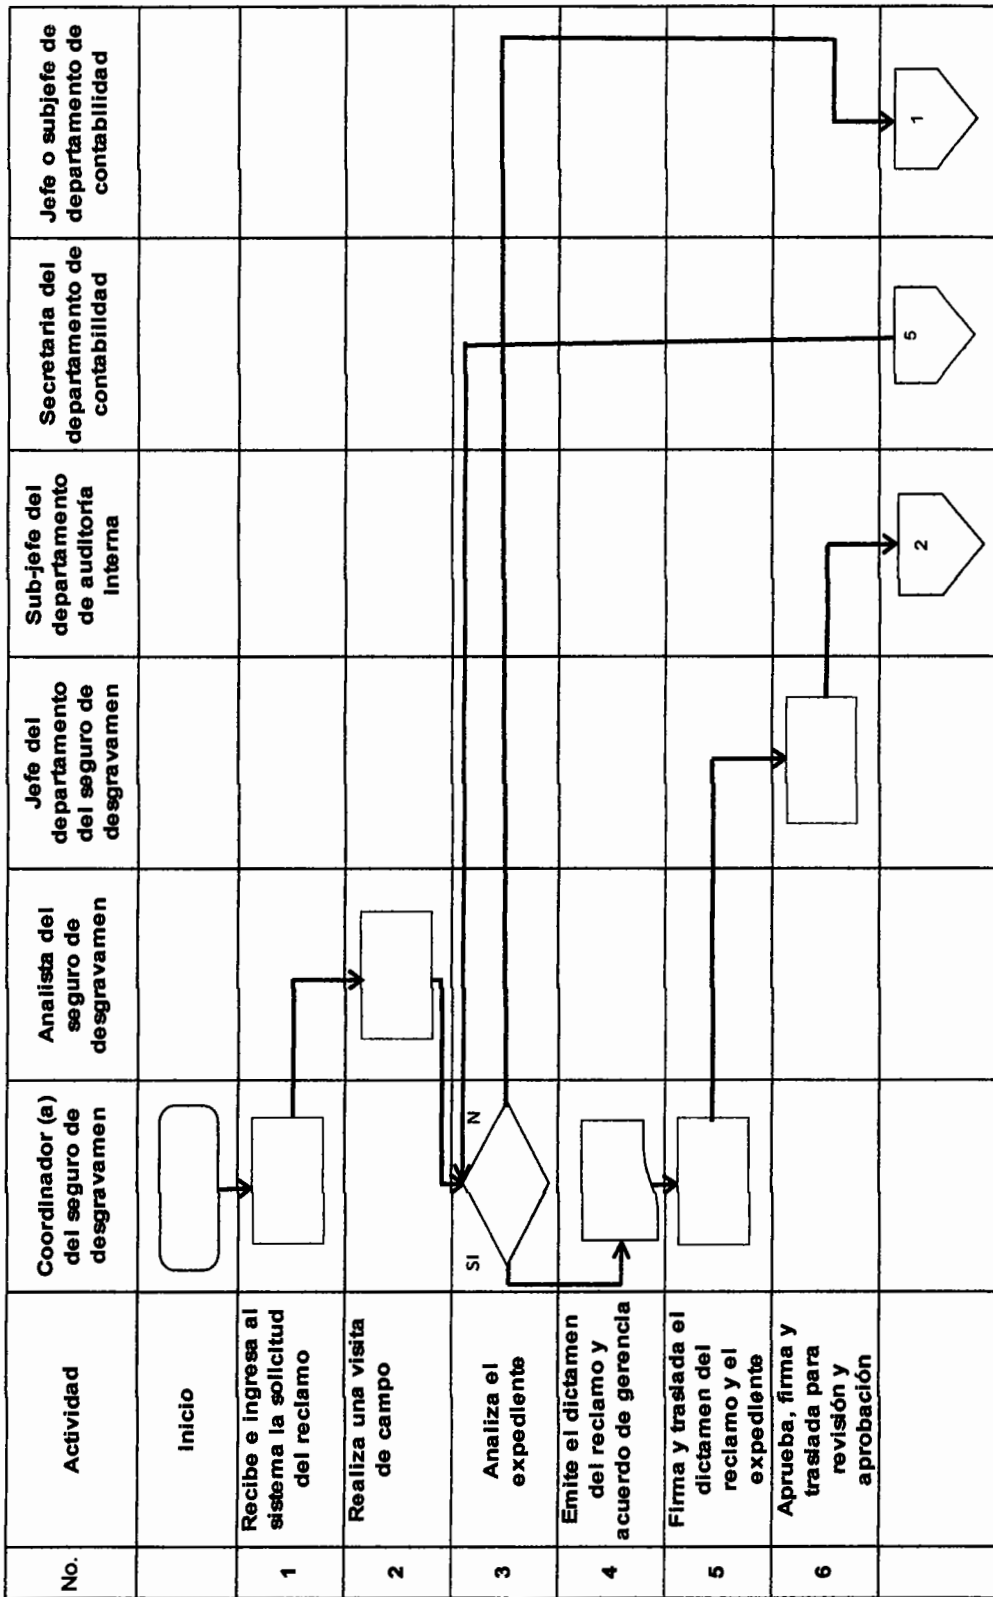 No.
Actividad
Coordinador (a)
del seguro de
desgravamen
Analista del
seguro de
desgravamen
Jefe del
departamento
del seguro de
desgravamen
Sub-jefe del
departamento
de auditoría
Interna
Secretaria del
departamento de
contabilidad
Jefe o subjefe de
departamento de
contabilidad
Inicio
1
Recibe e ingresa al
sistema la solicitud
del reclamo
2
Realiza una visita
de campo
3
Analiza el
expediente
SI
N
4
Emite el dictamen
del reclamo y
acuerdo de gerencia
5
Firma y traslada el
dictamen del
reclamo y el
expediente
6
Aprueba, firma y
traslada para
revisión y
aprobación
2
5
1